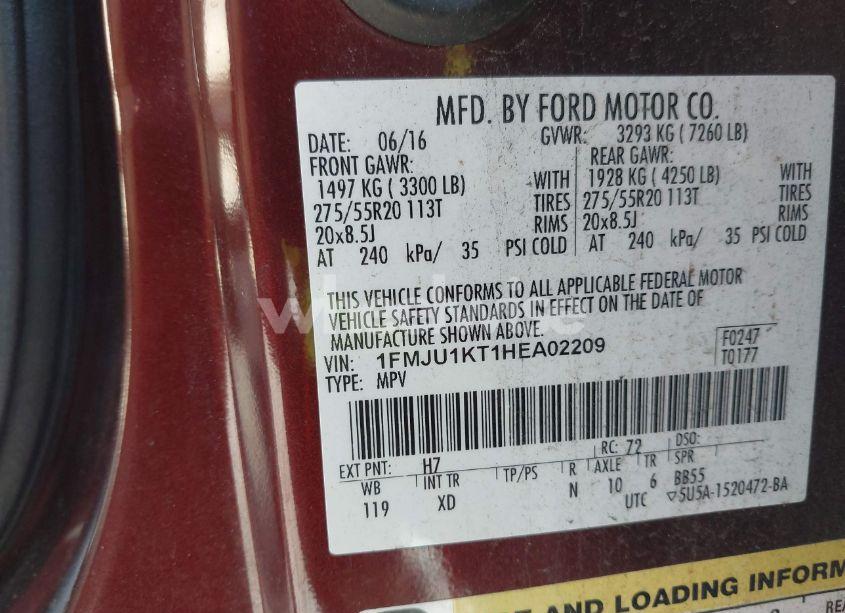 MFD. BY FORD MOTOR CO.
DATE: 06/16 GVWR: 3293 KG ( 7260 LB)
FRONT GAWR: REAR GAWR:
1497 KG ( 3300 LB) WITH 1928 KG ( 4250 LB) WITH
275/55R20 113T TIRES 275/55R20 113T TIRES
20x8.5J RIMS 20x8.5J RIMS
AT 240 kPa/ 35 PSI COLD AT 240 kPa/ 35 PSI COLD
THIS VEHICLE CONFORMS TO ALL APPLICABLE FEDERAL MOTOR
VEHICLE SAFETY STANDARDS IN EFFECT ON THE DATE OF
MANUFACTURE SHOWN ABOVE.
VIN: 1FMJU1KT1HEA02209 F0247
TYPE: MPV T0177
EXT PNT: H7 RC: 72 DSO:
WB INT TR TP/PS R AXLE TR SPR
119 XD N 10 6 BB55
UTC ▽5U5A-1520472-BA
AND LOADING INFORM